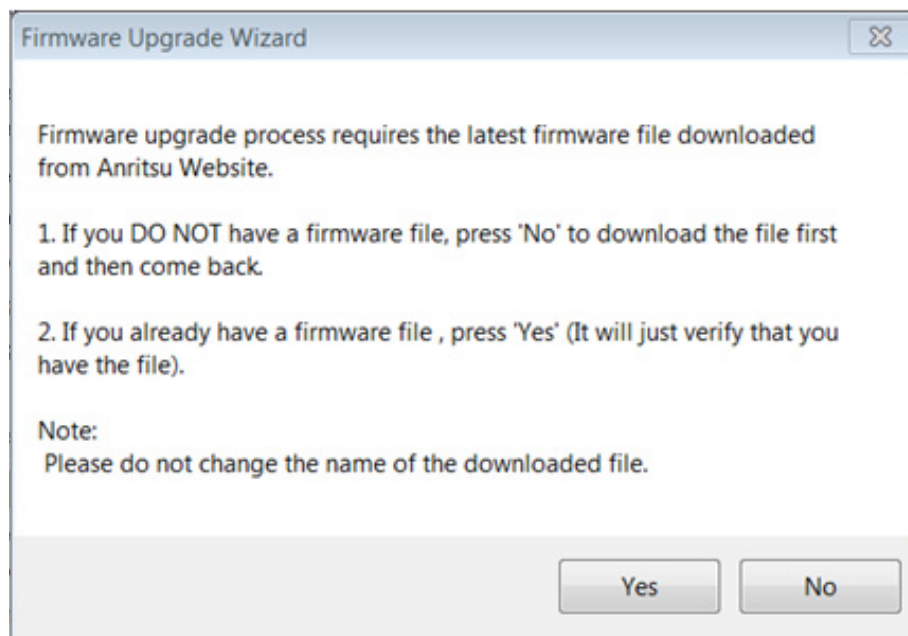 Firmware Upgrade Wizard
Firmware upgrade process requires the latest firmware file downloaded
from Anritsu Website.
1. If you DO NOT have a firmware file, press 'No' to download the file first
and then come back.
2. If you already have a firmware file , press 'Yes' (It will just verify that you
have the file).
Note:
Please do not change the name of the downloaded file.
Yes
No